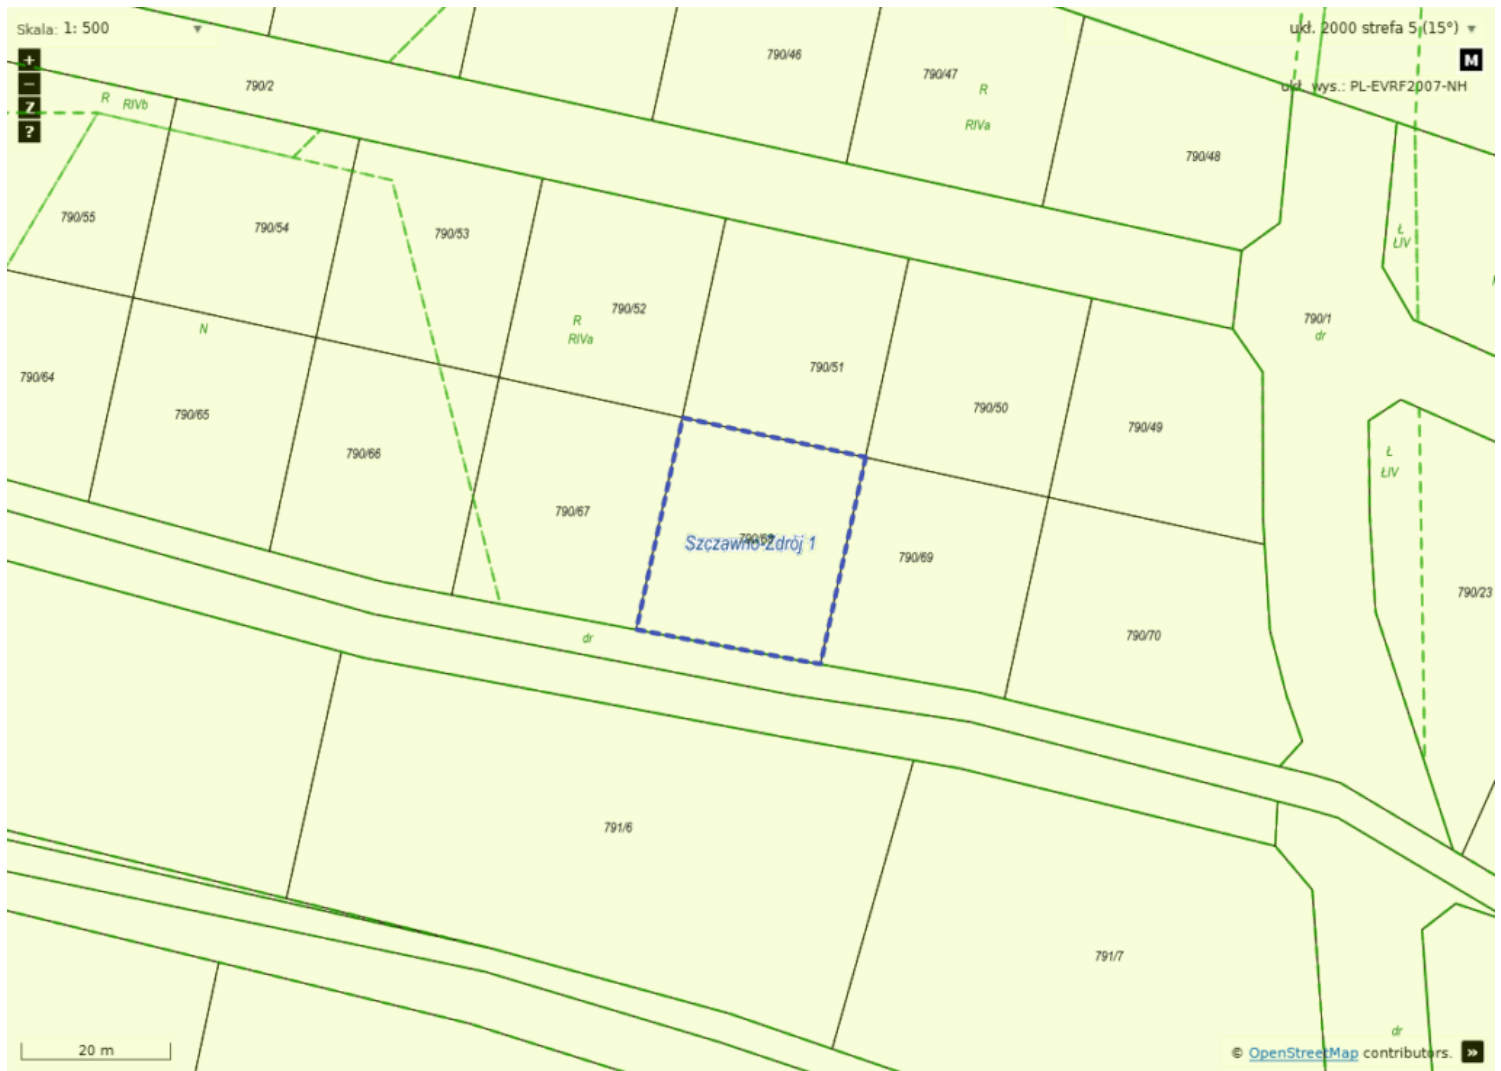 Skala: 1: 500
ukł. 2000 strefa 5 (15°)
+
−
Z
?
M
ukł. wys.: PL-EVRF2007-NH
790/46
790/47
R
RIVa
790/2
R
RIVb
790/48
790/55
790/54
790/53
Ł
ŁIV
790/52
R
RIVa
790/1
dr
N
790/64
790/65
790/51
790/50
790/49
790/66
Ł
ŁIV
790/67
Szczawno-Zdrój 1
790/69
790/23
dr
790/70
791/6
791/7
dr
20 m
© OpenStreetMap contributors.
»